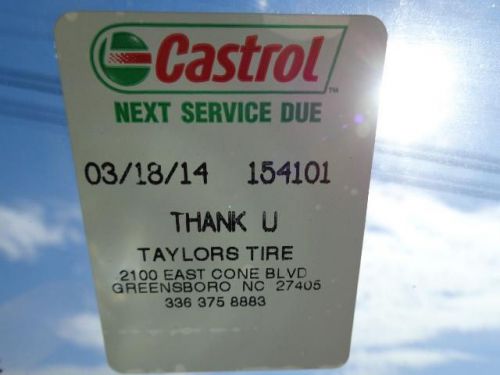 Castrol™
NEXT SERVICE DUE
03/18/14 154101
THANK U
TAYLORS TIRE
2100 EAST CONE BLVD
GREENSBORO NC 27405
336 375 8883